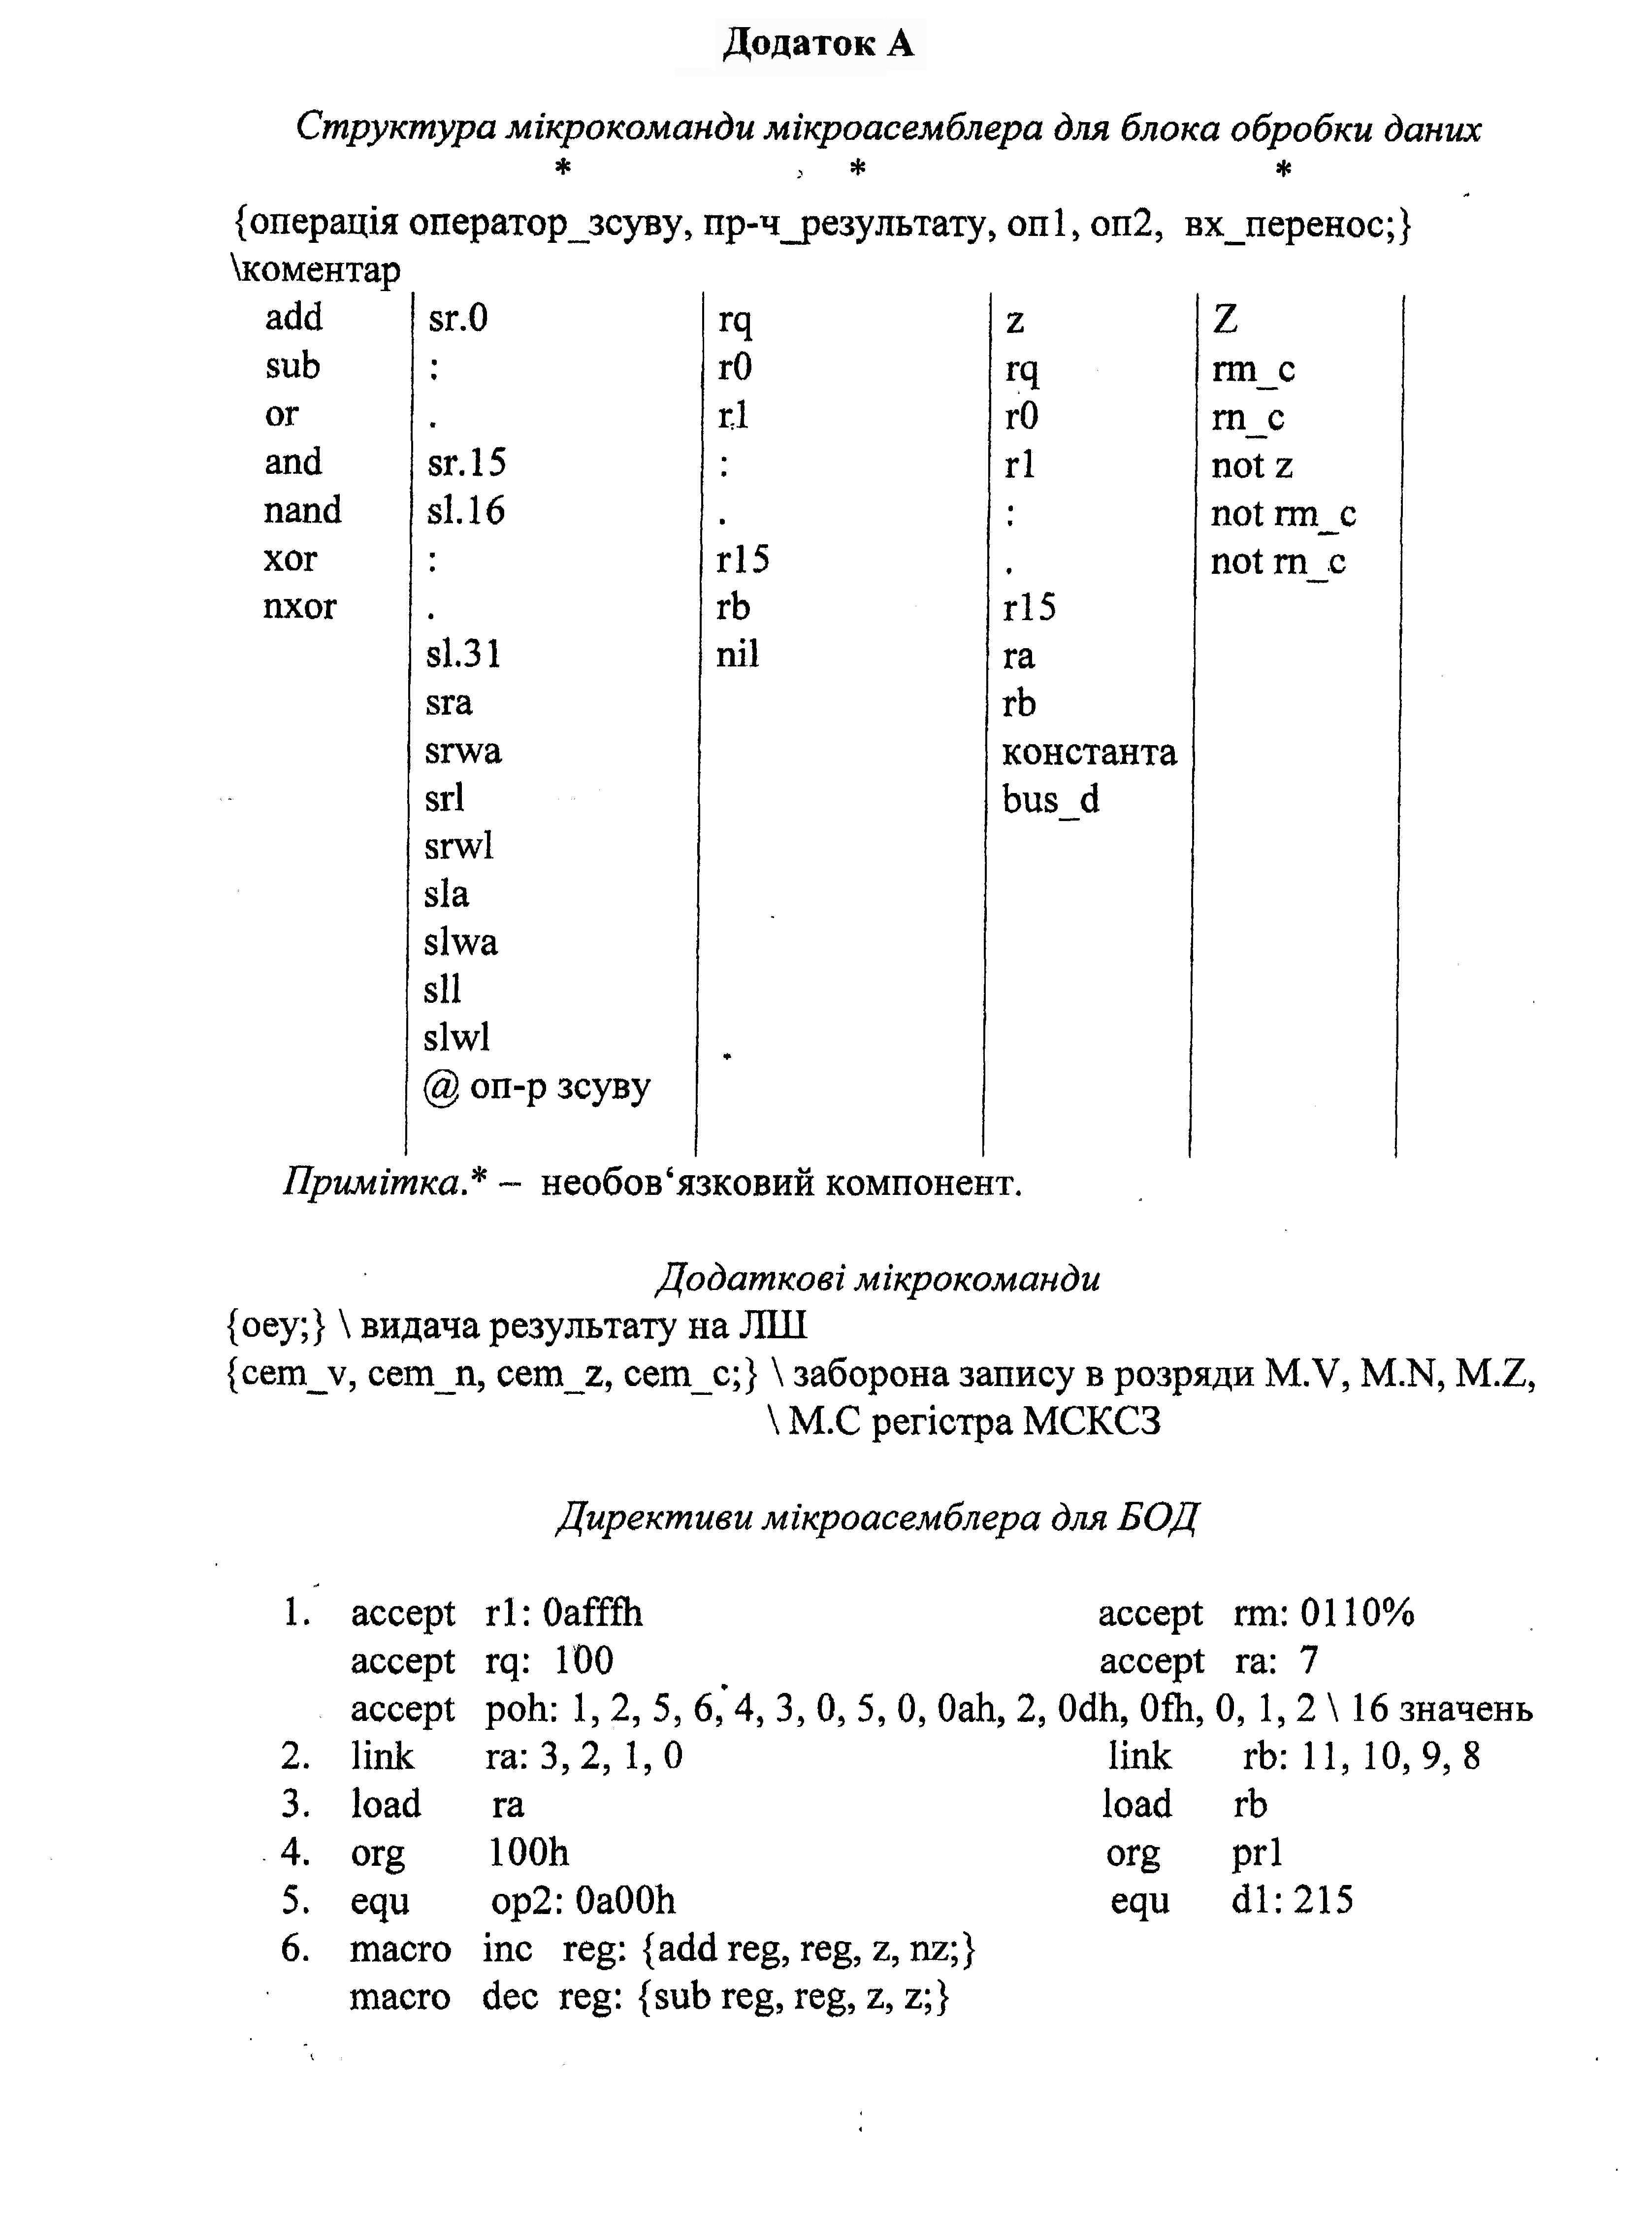 Додаток А
Структура мікрокоманди мікроасемблера для блока обробки даних
* * *
{операція оператор_зсуву, пр-ч_результату, оп1, оп2, вх_перенос;}
\коментар
add sr.0 rq z Z
sub : r0 rq rm_c
or . r1 r0 rn_c
and sr.15 : r1 not z
nand sl.16 . : not rm_c
xor : r15 . not rn_c
nxor . rb r15
sl.31 nil ra
sra rb
srwa константа
srl bus_d
srwl
sla
slwa
sll
slwl
@ оп-р зсуву
Примітка.* – необов‘язковий компонент.
Додаткові мікрокоманди
{oey;} \ видача результату на ЛШ
{cem_v, cem_n, cem_z, cem_c;} \ заборона запису в розряди M.V, M.N, M.Z,
\ M.C регістра МСКСЗ
Директиви мікроасемблера для БОД
1. accept r1: 0afffh accept rm: 0110%
accept rq: 100 accept ra: 7
accept poh: 1, 2, 5, 6, 4, 3, 0, 5, 0, 0ah, 2, 0dh, 0fh, 0, 1, 2 \ 16 значень
2. link ra: 3, 2, 1, 0 link rb: 11, 10, 9, 8
3. load ra load rb
4. org 100h org pr1
5. equ op2: 0a00h equ d1: 215
6. macro inc reg: {add reg, reg, z, nz;}
macro dec reg: {sub reg, reg, z, z;}